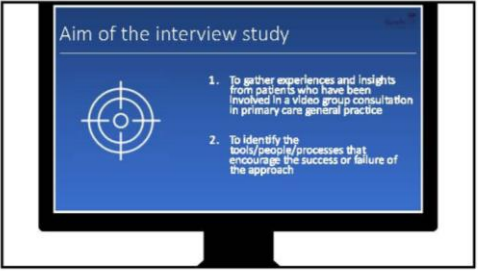 Aim of the interview study
1. To gather experiences and insights
from patients who have been
involved in a video group consultation
in primary care general practice
2. To identify the
tools/people/processes that
encourage the success or failure of
the approach